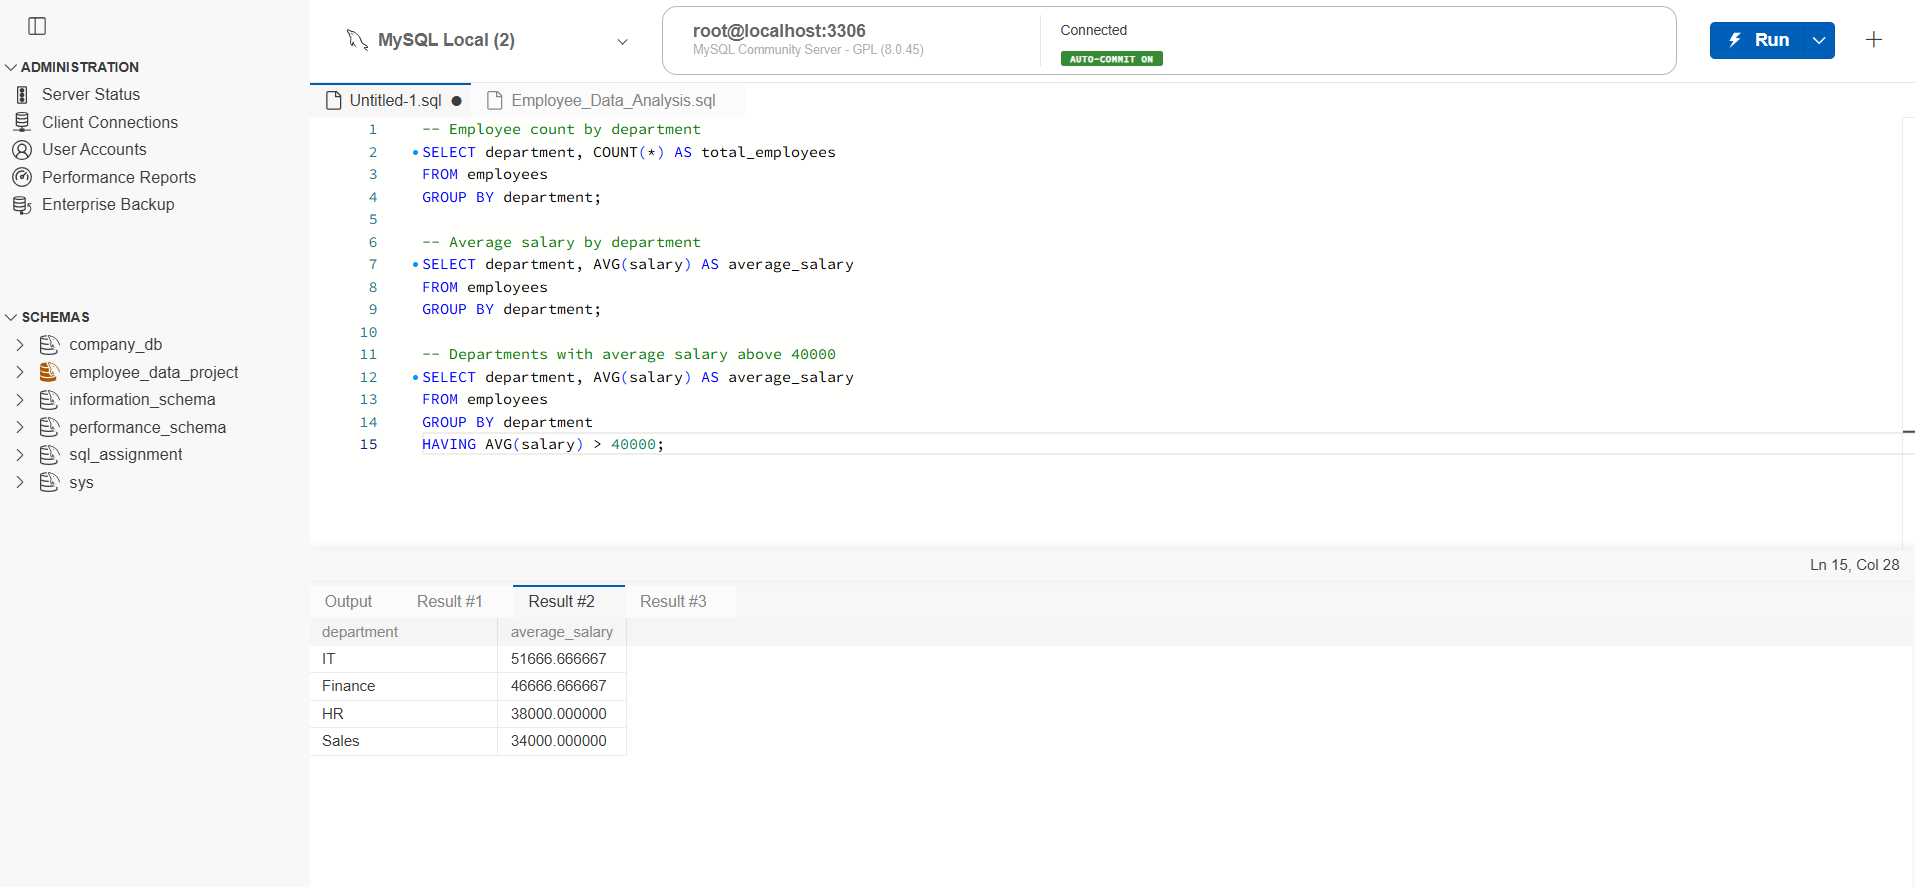 MySQL Local (2)
root@localhost:3306
MySQL Community Server - GPL (8.0.45)
Connected
AUTO-COMMIT ON
Run
ADMINISTRATION
Server Status
Client Connections
User Accounts
Performance Reports
Enterprise Backup
SCHEMAS
company_db
employee_data_project
information_schema
performance_schema
sql_assignment
sys
Untitled-1.sql
Employee_Data_Analysis.sql
1 -- Employee count by department
2 SELECT department, COUNT(*) AS total_employees
3 FROM employees
4 GROUP BY department;
5
6 -- Average salary by department
7 SELECT department, AVG(salary) AS average_salary
8 FROM employees
9 GROUP BY department;
10
11 -- Departments with average salary above 40000
12 SELECT department, AVG(salary) AS average_salary
13 FROM employees
14 GROUP BY department
15 HAVING AVG(salary) > 40000;
Ln 15, Col 28
Output Result #1 Result #2 Result #3
department average_salary
IT 51666.666667
Finance 46666.666667
HR 38000.000000
Sales 34000.000000